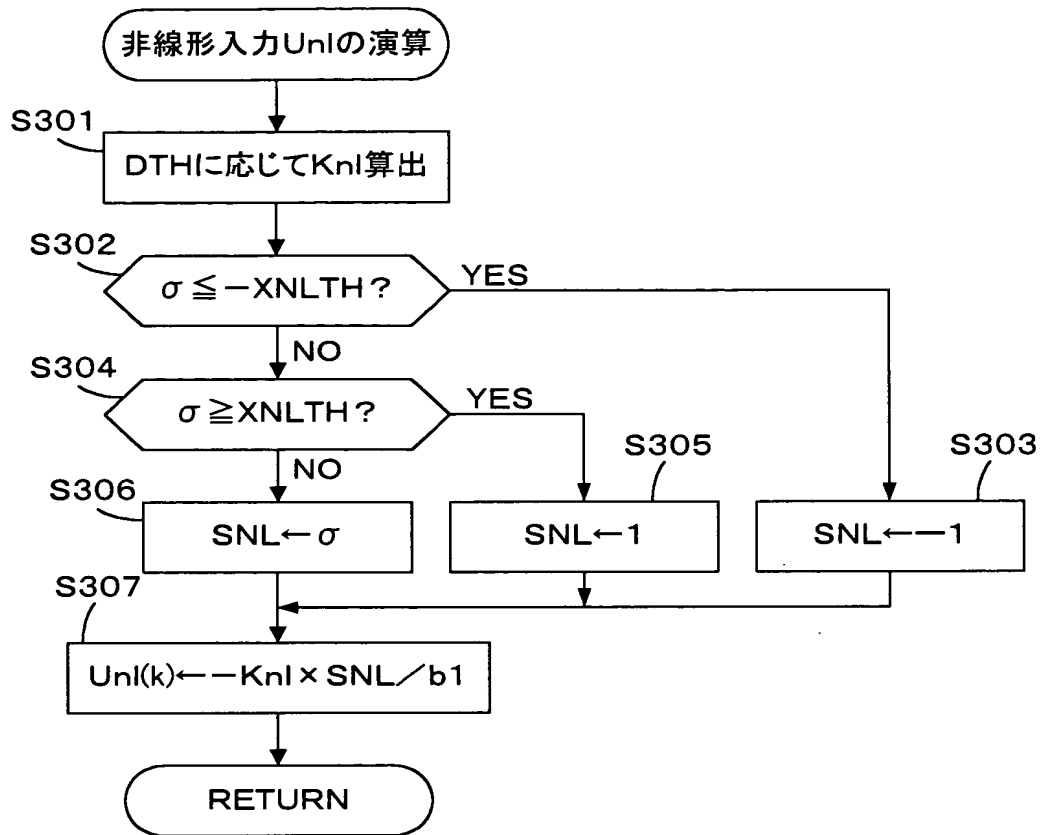 非線形入力Unlの演算
S301
DTHに応じてKnl算出
S302
σ≦−XNLTH?
YES
NO
S304
σ≧XNLTH?
YES
NO
S305
S303
S306
SNL←σ
SNL←1
SNL←−1
S307
Unl(k)←−Knl×SNL/b1
RETURN